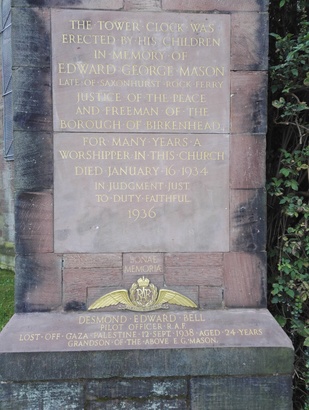 THE TOWER CLOCK WAS
ERECTED BY HIS CHILDREN
IN MEMORY OF
EDWARD GEORGE MASON
LATE OF SAXONHURST ROCK FERRY
JUSTICE OF THE PEACE
AND FREEMAN OF THE
BOROUGH OF BIRKENHEAD.
FOR MANY YEARS A
WORSHIPPER IN THIS CHURCH
DIED JANUARY·16·1934
IN JUDGMENT JUST
TO DUTY FAITHFUL
1936
MEMORIA
DESMOND EDWARD BELL
PILOT OFFICER R.A.F.
LOST OFF GAZA PALESTINE 12 SEPT 1938 AGED 24 YEARS
GRANDSON OF THE ABOVE E.G. MASON.